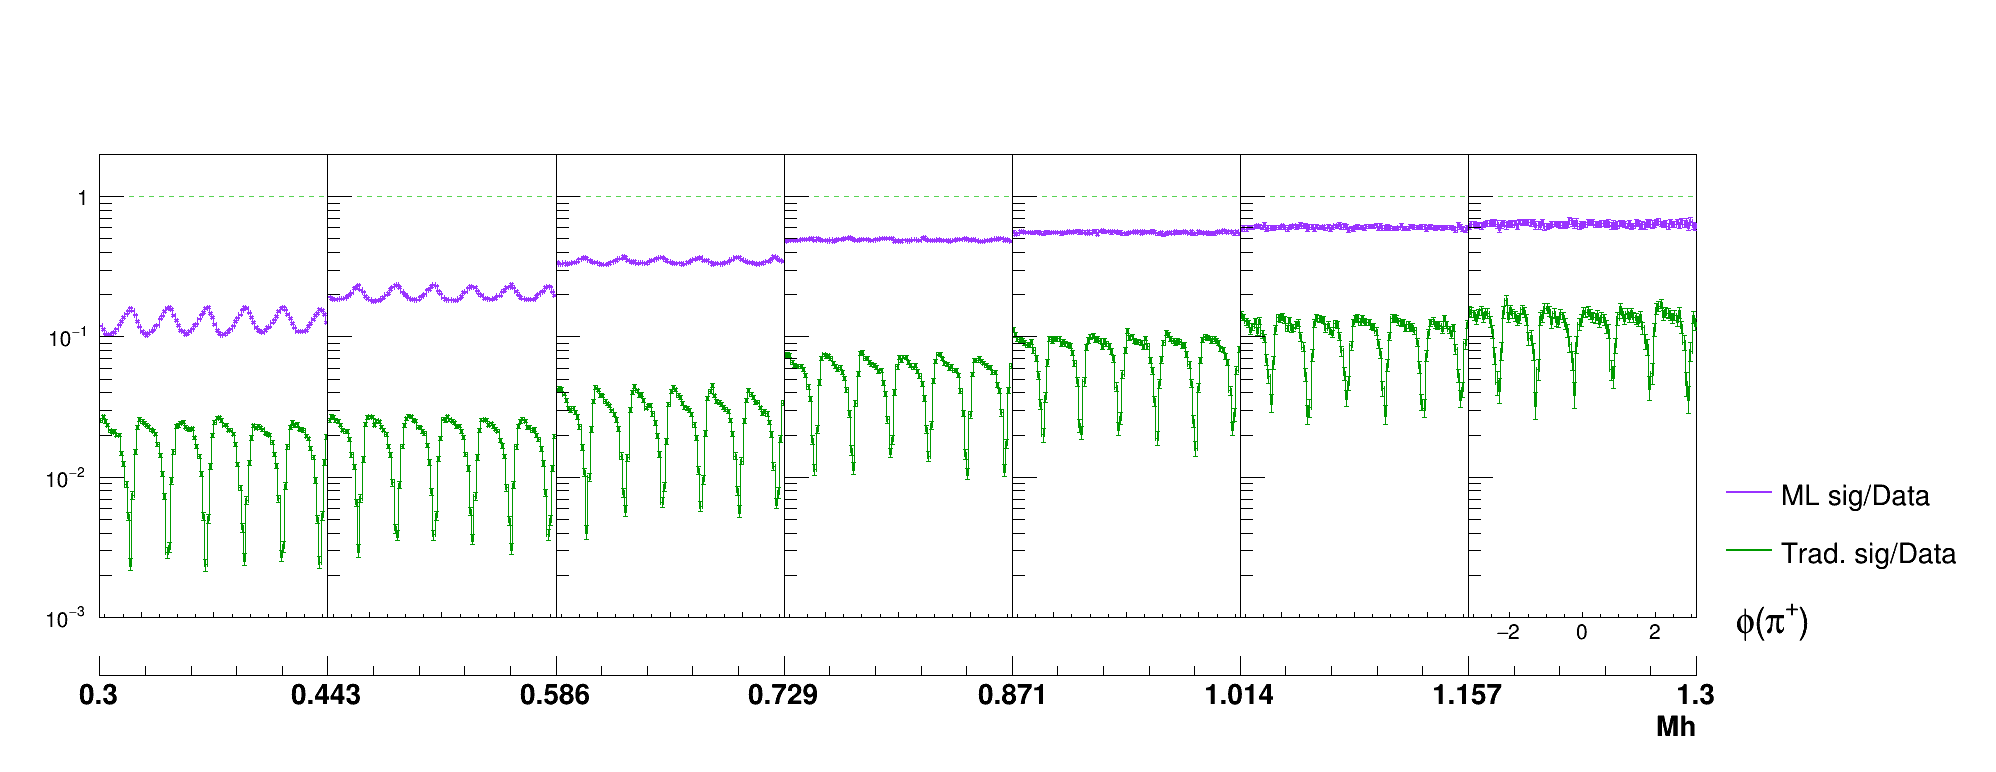 1
10⁻¹
10⁻²
10⁻³
ML sig/Data
Trad. sig/Data
−2 0 2
ϕ(π⁺)
0.3 0.443 0.586 0.729 0.871 1.014 1.157 1.3
Mh